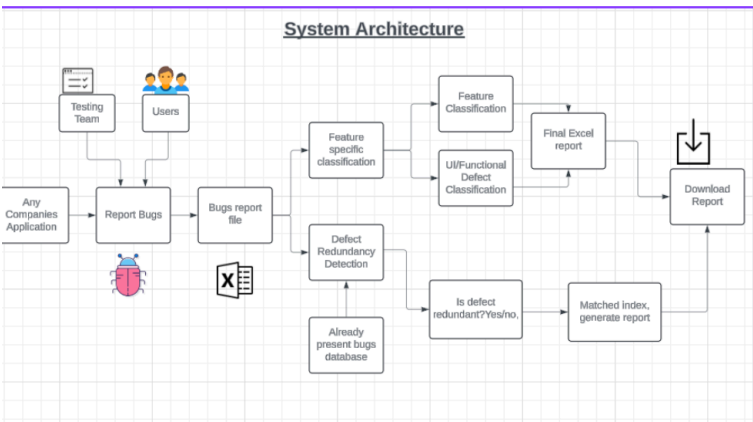 System Architecture
Testing
Team
Users
Any
Companies
Application
Report Bugs
Bugs report
file
Feature
specific
classification
Feature
Classification
UI/Functional
Defect
Classification
Final Excel
report
Download
Report
Defect
Redundancy
Detection
Already
present bugs
database
Is defect
redundant?Yes/no.
Matched index,
generate report
X